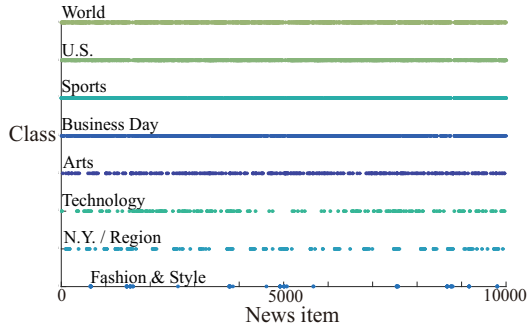 World
U.S.
Sports
Class
Business Day
Arts
Technology
N.Y. / Region
Fashion & Style
0
5000
10000
News item